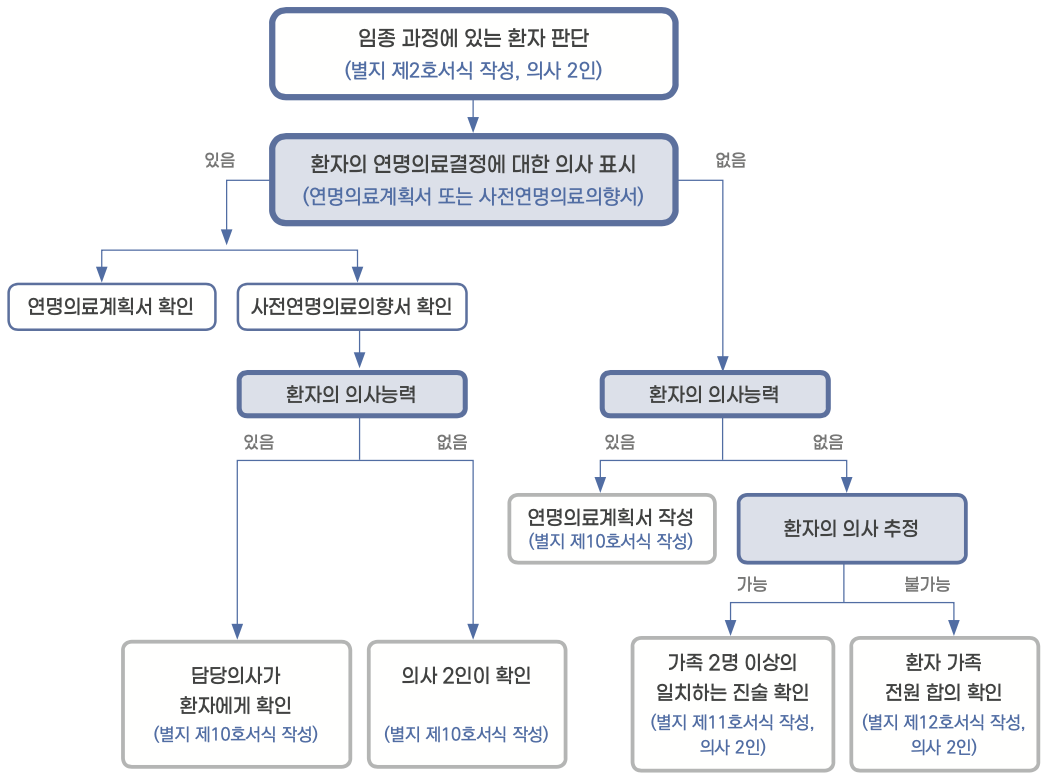 임종 과정에 있는 환자 판단
(별지 제2호서식 작성, 의사 2인)
있음
환자의 연명의료결정에 대한 의사 표시
(연명의료계획서 또는 사전연명의료의향서)
없음
연명의료계획서 확인
사전연명의료의향서 확인
환자의 의사능력
환자의 의사능력
있음
없음
있음
없음
연명의료계획서 작성
(별지 제10호서식 작성)
환자의 의사 추정
가능
불가능
담당의사가
환자에게 확인
(별지 제10호서식 작성)
의사 2인이 확인
(별지 제10호서식 작성)
가족 2명 이상의
일치하는 진술 확인
(별지 제11호서식 작성,
의사 2인)
환자 가족
전원 합의 확인
(별지 제12호서식 작성,
의사 2인)